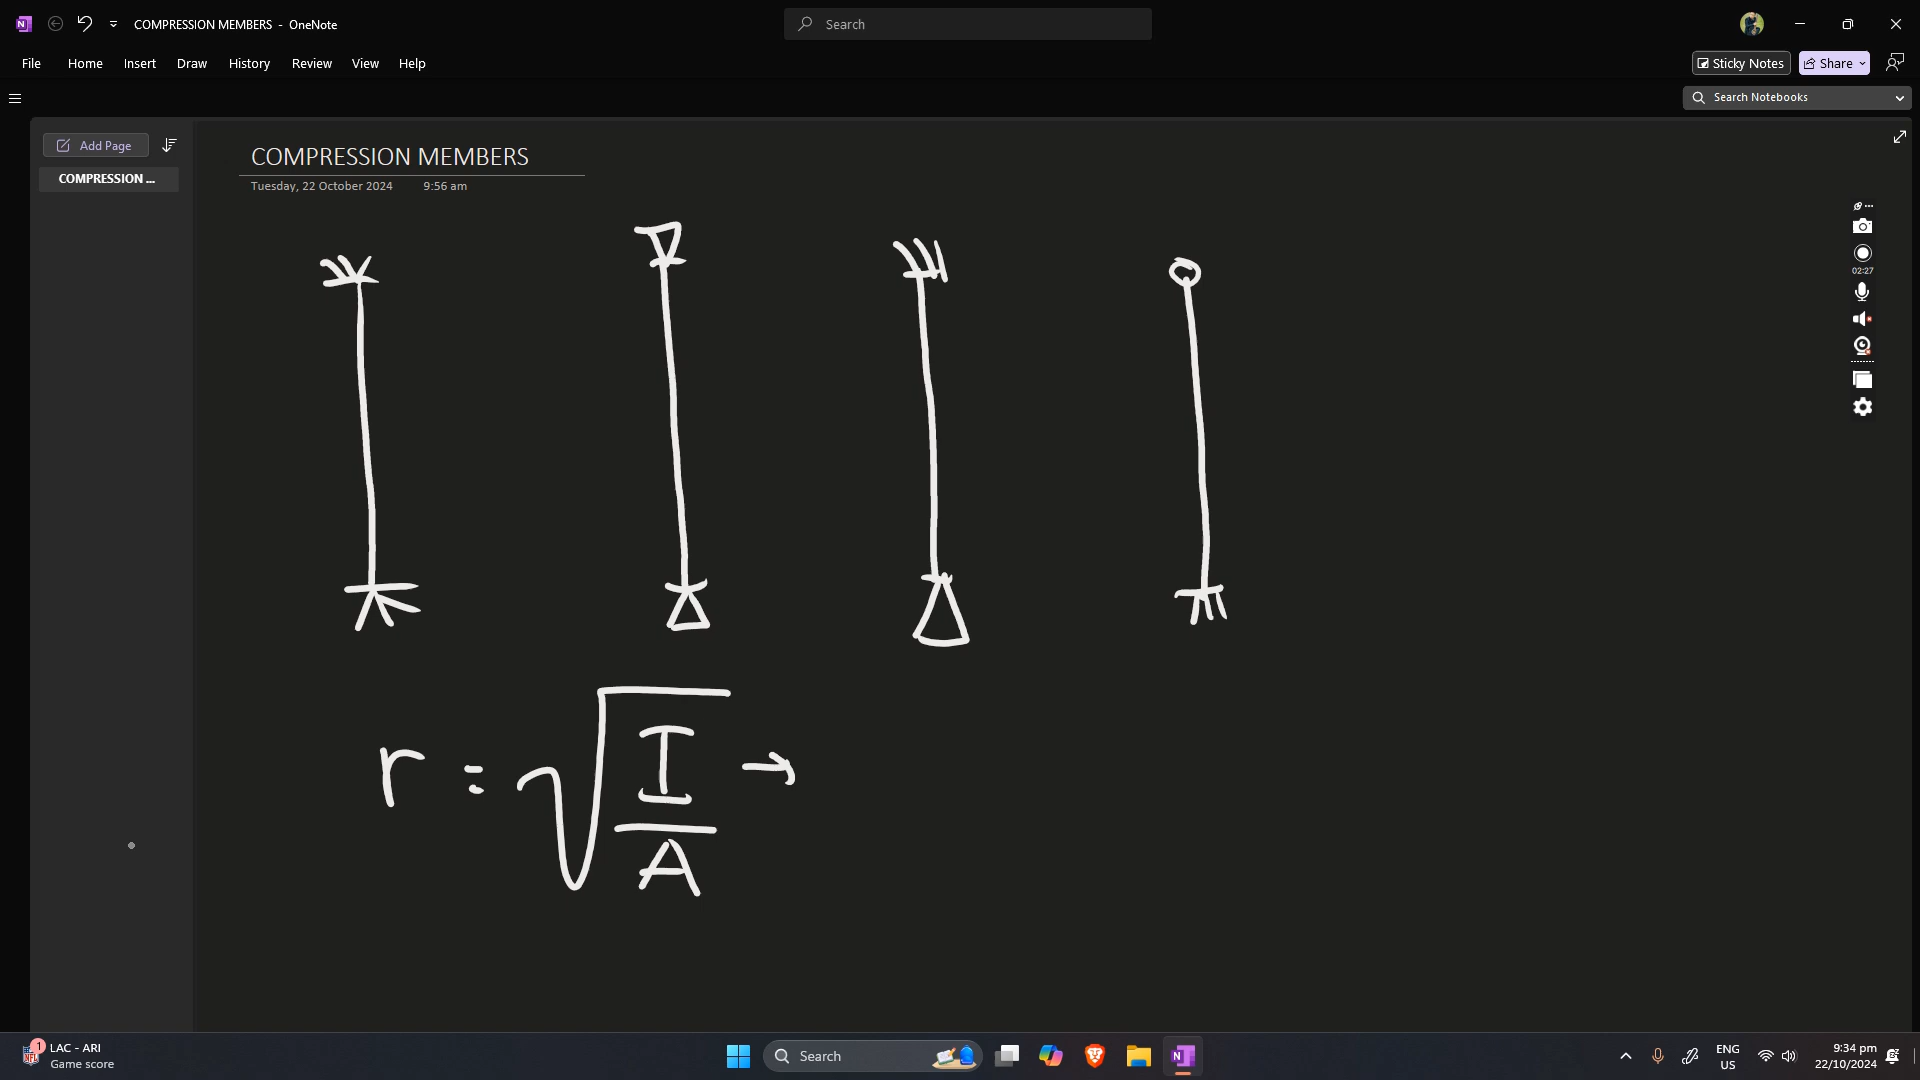 COMPRESSION MEMBERS - OneNote
Search
File Home Insert Draw History Review View Help
Sticky Notes Share
Search Notebooks
Add Page
COMPRESSION ...
COMPRESSION MEMBERS
Tuesday, 22 October 2024 9:56 am
02:27
r = √ I / A →
LAC - ARI
Game score
1
NFL
Search
ENG
US
9:34 pm
22/10/2024